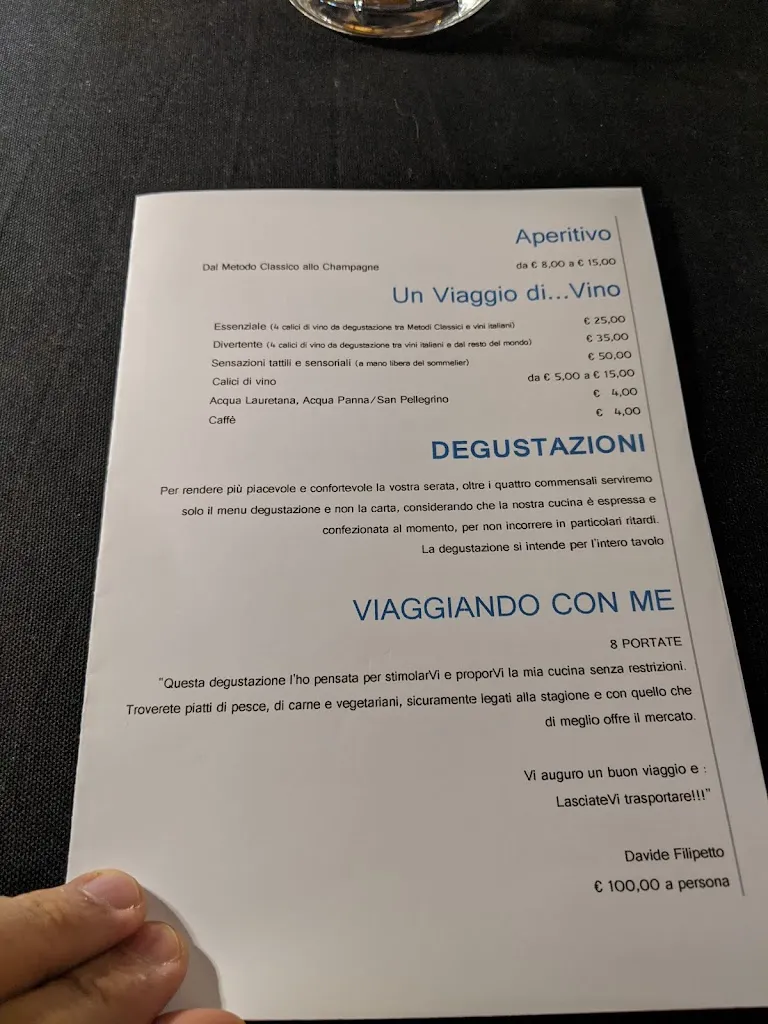 Aperitivo
Dal Metodo Classico allo Champagne da € 8,00 a € 15,00
Un Viaggio di...Vino
Essenziale (4 calici di vino da degustazione tra Metodi Classici e vini italiani) € 25,00
Divertente (4 calici di vino da degustazione tra vini italiani e dal resto del mondo) € 35,00
Sensazioni tattili e sensoriali (a mano libera del sommelier) € 50,00
Calici di vino da € 5,00 a € 15,00
Acqua Lauretana, Acqua Panna/San Pellegrino € 4,00
Caffè € 4,00
DEGUSTAZIONI
Per rendere più piacevole e confortevole la vostra serata, oltre i quattro commensali serviremo
solo il menu degustazione e non la carta, considerando che la nostra cucina è espressa e
confezionata al momento, per non incorrere in particolari ritardi.
La degustazione si intende per l'intero tavolo
VIAGGIANDO CON ME
8 PORTATE
"Questa degustazione l'ho pensata per stimolarVi e proporVi la mia cucina senza restrizioni.
Troverete piatti di pesce, di carne e vegetariani, sicuramente legati alla stagione e con quello che
di meglio offre il mercato.
Vi auguro un buon viaggio e :
LasciateVi trasportare!!!"
Davide Filipetto
€ 100,00 a persona